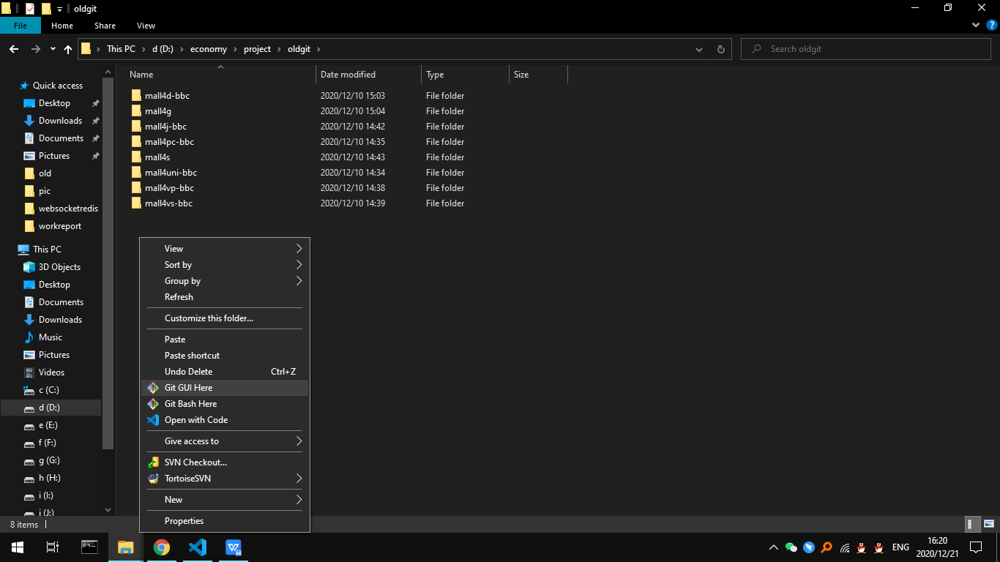 oldgit
File Home Share View
This PC d (D:) economy project oldgit
Search oldgit
Name Date modified Type Size
mall4d-bbc 2020/12/10 15:03 File folder
mall4g 2020/12/10 15:04 File folder
mall4j-bbc 2020/12/10 14:42 File folder
mall4pc-bbc 2020/12/10 14:35 File folder
mall4s 2020/12/10 14:43 File folder
mall4uni-bbc 2020/12/10 14:34 File folder
mall4vp-bbc 2020/12/10 14:38 File folder
mall4vs-bbc 2020/12/10 14:39 File folder
Quick access
Desktop
Downloads
Documents
Pictures
old
pic
websocketredis
workreport
This PC
3D Objects
Desktop
Documents
Downloads
Music
Pictures
Videos
c (C:)
d (D:)
e (E:)
f (F:)
g (G:)
h (H:)
i (I:)
j (J:)
View
Sort by
Group by
Refresh
Customize this folder...
Paste
Paste shortcut
Undo Delete Ctrl+Z
Git GUI Here
Git Bash Here
Open with Code
Give access to
SVN Checkout...
TortoiseSVN
New
Properties
8 items
ENG
16:20
2020/12/21